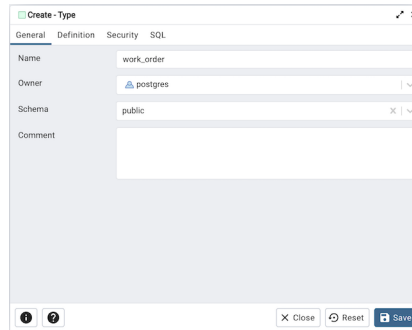 Create - Type
General Definition Security SQL
Name work_order
Owner postgres
Schema public
Comment
Close Reset Save